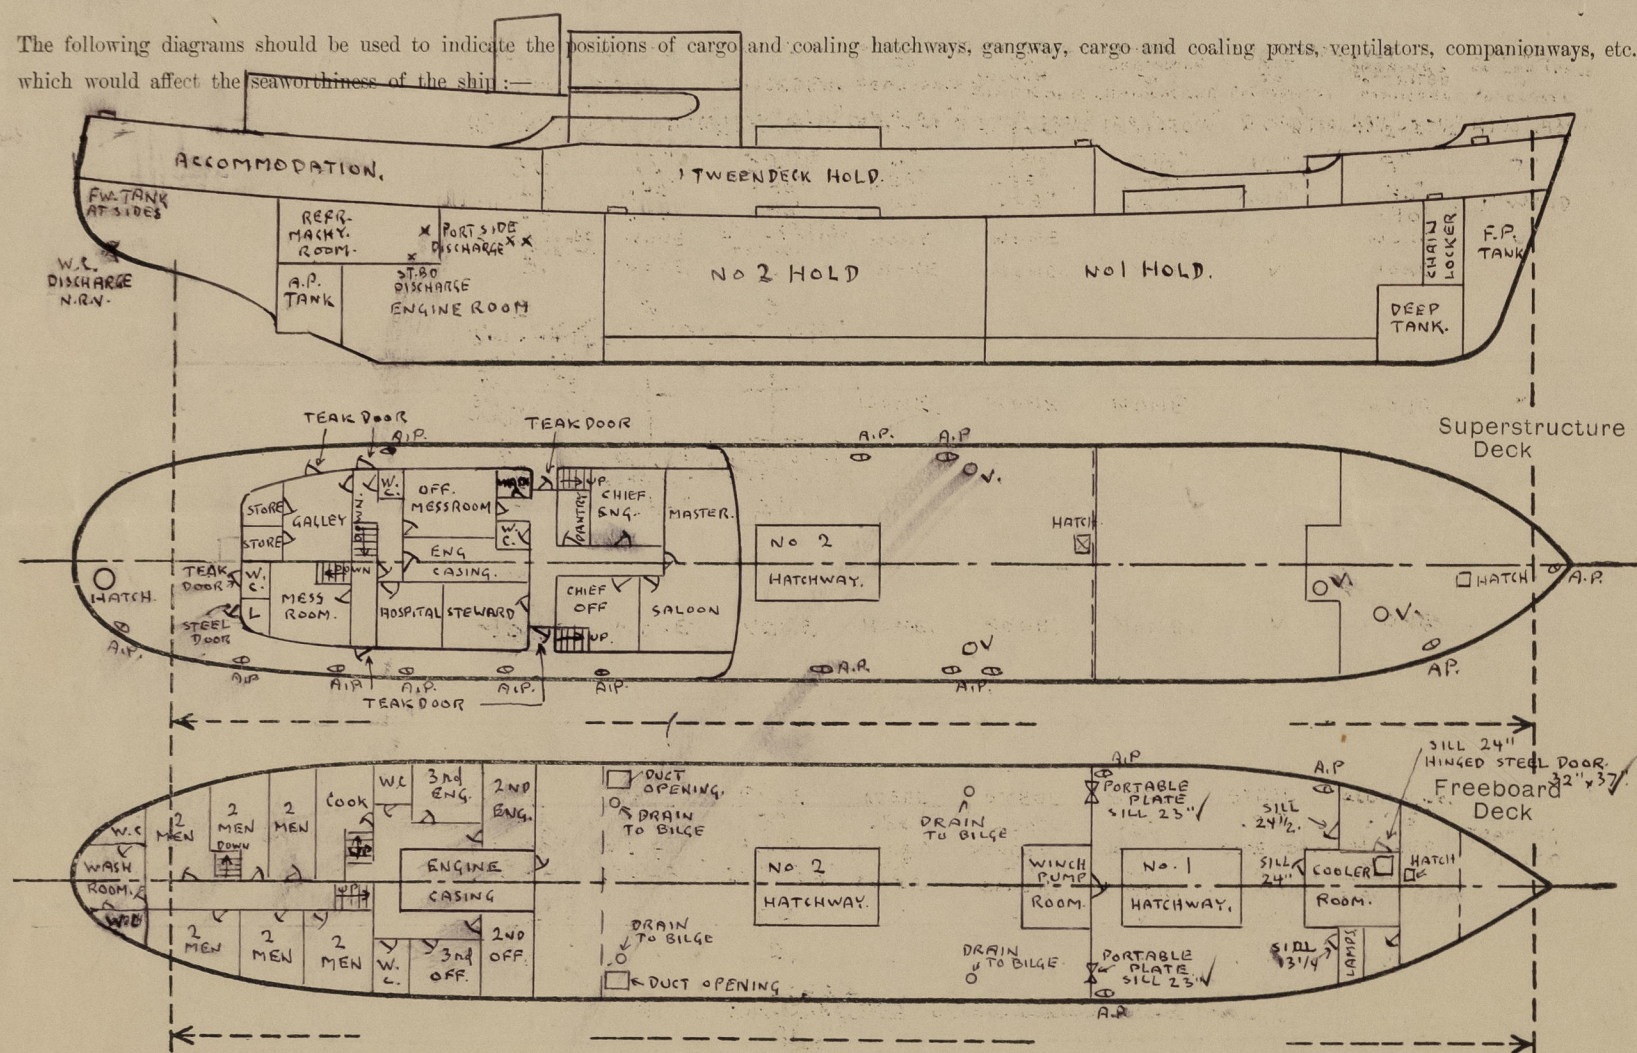 The following diagrams should be used to indicate the positions of cargo and coaling hatchways, gangway, cargo and coaling ports, ventilators, companionways, etc.
which would affect the seaworthiness of the ship :—
ACCOMMODATION.
'TWEENDECK HOLD.
F.W. TANK
AT SIDES
REFR-
MACHY.
ROOM.
PORT SIDE
DISCHARGE
W.C.
DISCHARGE
N.R.V.
A.P.
TANK
ST.BD
DISCHARGE
ENGINE ROOM
No 2 HOLD
No1 HOLD.
CHAIN
LOCKER
F.P.
TANK
DEEP
TANK.
TEAK DOOR
A.P.
TEAK DOOR
A.P.
A.P
Superstructure
Deck
V.
STORE
STORE
GALLEY
DOWN.
W.
C.
OFF.
MESSROOM
W.
C.
UP.
PANTRY
CHIEF
ENG.
MASTER.
No 2
HATCHWAY.
HATCH
ENG
CASING.
TEAK
DOOR
W.
C.
L
DOWN
MESS
ROOM.
HOSPITAL
STEWARD
CHIEF
OFF
UP.
SALOON
HATCH
STEEL
DOOR
A.P.
V.
V.
HATCH
A.P.
V
A.P
A.P
A.P.
A.P.
A.P.
A.P.
A.P.
A.P.
TEAK DOOR
SILL 24"
HINGED STEEL DOOR.
32" x 37"
Freeboard
Deck
W.C
2
MEN
2
MEN
DOWN
2
MEN
COOK
UP
W.C
3rd
ENG.
2ND
ENG.
DUCT
OPENING.
DRAIN
TO BILGE
DRAIN
TO BILGE
A.P
PORTABLE
PLATE
SILL 23"
A.P
SILL
24½.
WASH
ROOM.
W.C
UP
ENGINE
CASING
No. 2
HATCHWAY.
WINCH
PUMP
ROOM.
No. 1
HATCHWAY.
SILL
24"
COOLER
ROOM.
HATCH
2
MEN
2
MEN
2
MEN
W.
C.
3rd
OFF.
2ND
OFF.
DRAIN
TO BILGE
DUCT OPENING
DRAIN
TO BILGE
PORTABLE
PLATE
SILL 23"
A.P
SILL
13¼
LAMPS